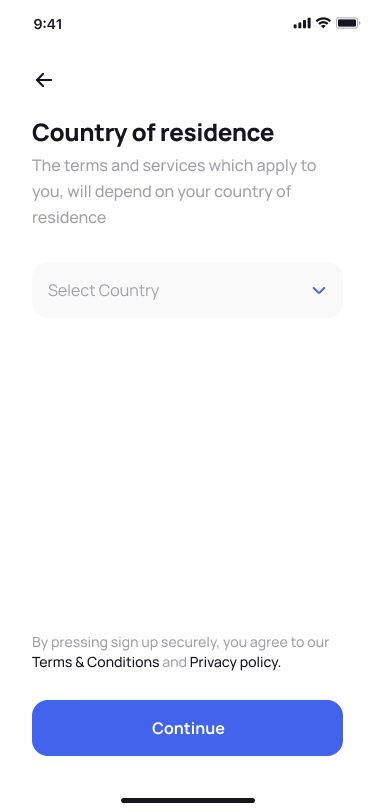 9:41
Country of residence
The terms and services which apply to
you, will depend on your country of
residence
Select Country
By pressing sign up securely, you agree to our
Terms & Conditions and Privacy policy.
Continue